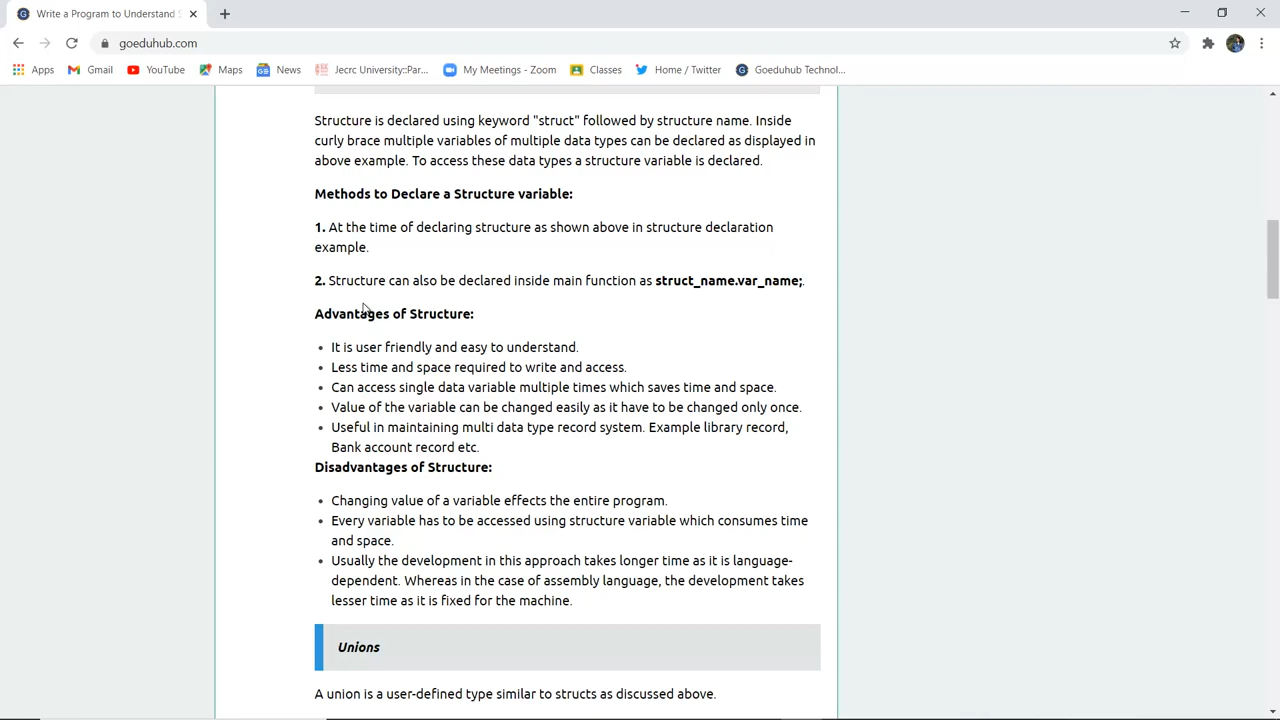 Write a Program to Understand S
goeduhub.com
Apps Gmail YouTube Maps News Jecrc University::Par... My Meetings - Zoom Classes Home / Twitter Goeduhub Technol...
Structure is declared using keyword "struct" followed by structure name. Inside
curly brace multiple variables of multiple data types can be declared as displayed in
above example. To access these data types a structure variable is declared.
Methods to Declare a Structure variable:
1. At the time of declaring structure as shown above in structure declaration
example.
2. Structure can also be declared inside main function as struct_name.var_name;.
Advantages of Structure:
• It is user friendly and easy to understand.
• Less time and space required to write and access.
• Can access single data variable multiple times which saves time and space.
• Value of the variable can be changed easily as it have to be changed only once.
• Useful in maintaining multi data type record system. Example library record,
Bank account record etc.
Disadvantages of Structure:
• Changing value of a variable effects the entire program.
• Every variable has to be accessed using structure variable which consumes time
and space.
• Usually the development in this approach takes longer time as it is language-
dependent. Whereas in the case of assembly language, the development takes
lesser time as it is fixed for the machine.
Unions
A union is a user-defined type similar to structs as discussed above.